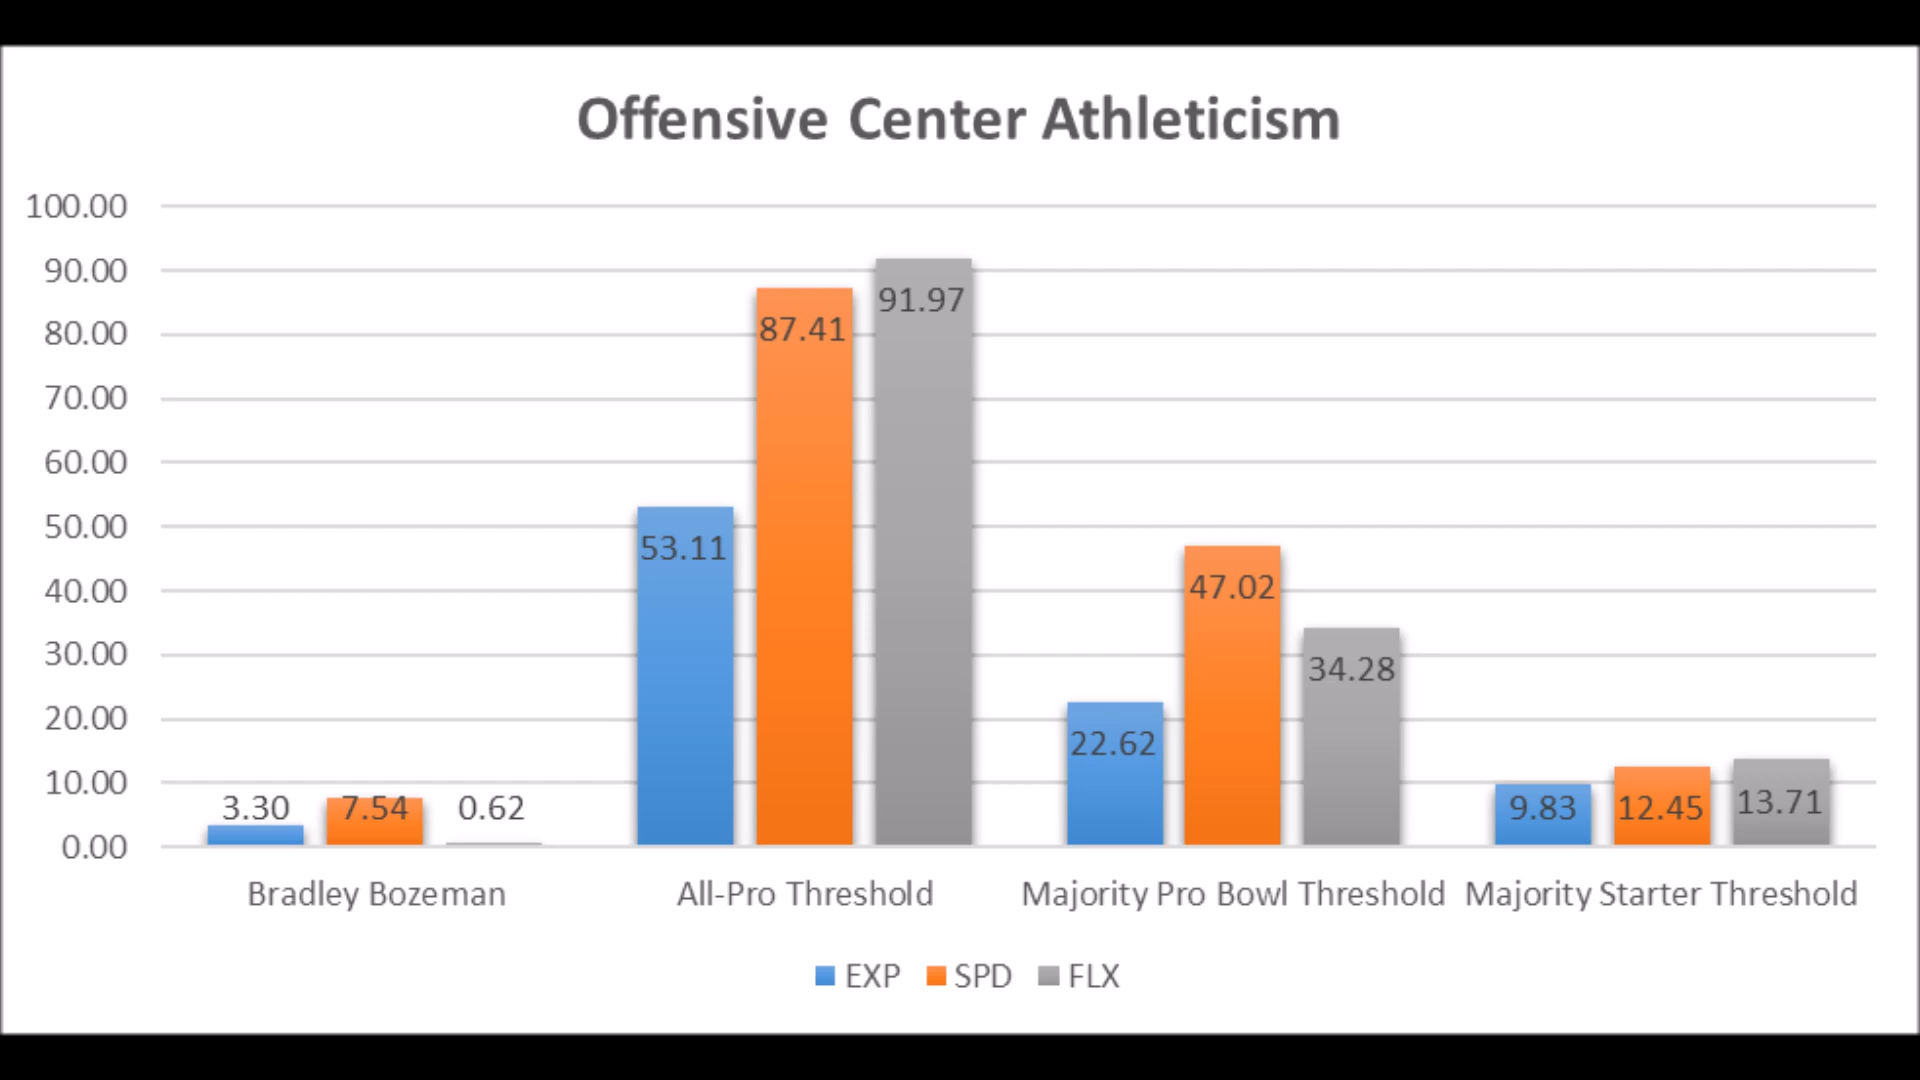 Offensive Center Athleticism
100.00
90.00
80.00
70.00
60.00
50.00
40.00
30.00
20.00
10.00
0.00
3.30 7.54 0.62
53.11 87.41 91.97
22.62 47.02 34.28
9.83 12.45 13.71
Bradley Bozeman All-Pro Threshold Majority Pro Bowl Threshold Majority Starter Threshold
EXP SPD FLX